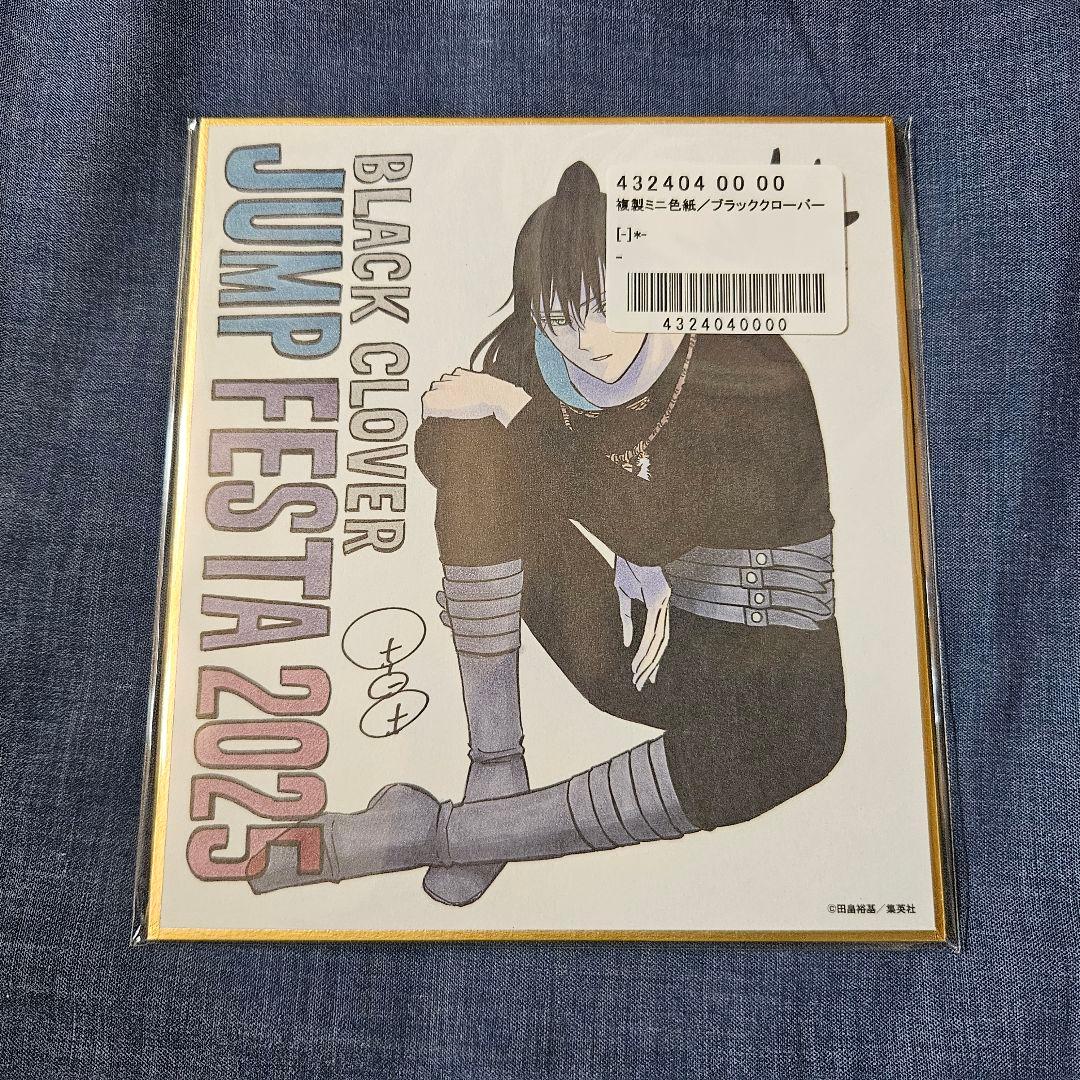 432404 00 00
複製ミニ色紙／ブラッククローバー
[-]*-
-
4324040000
BLACK CLOVER
JUMP FESTA 2025
©田畠裕基／集英社